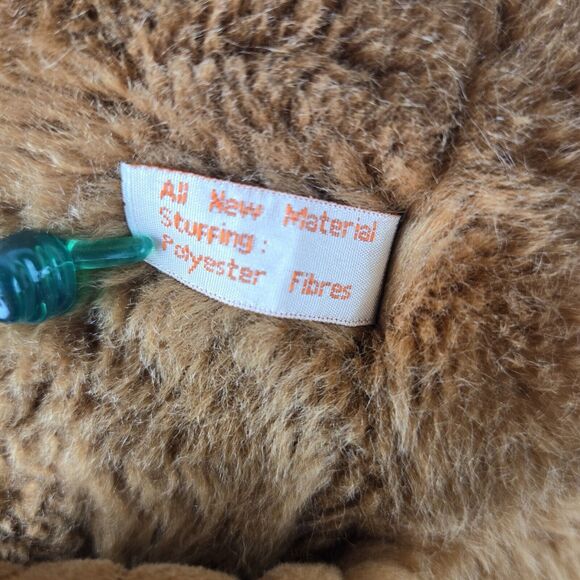 All New Material
Stuffing:
Polyester Fibres